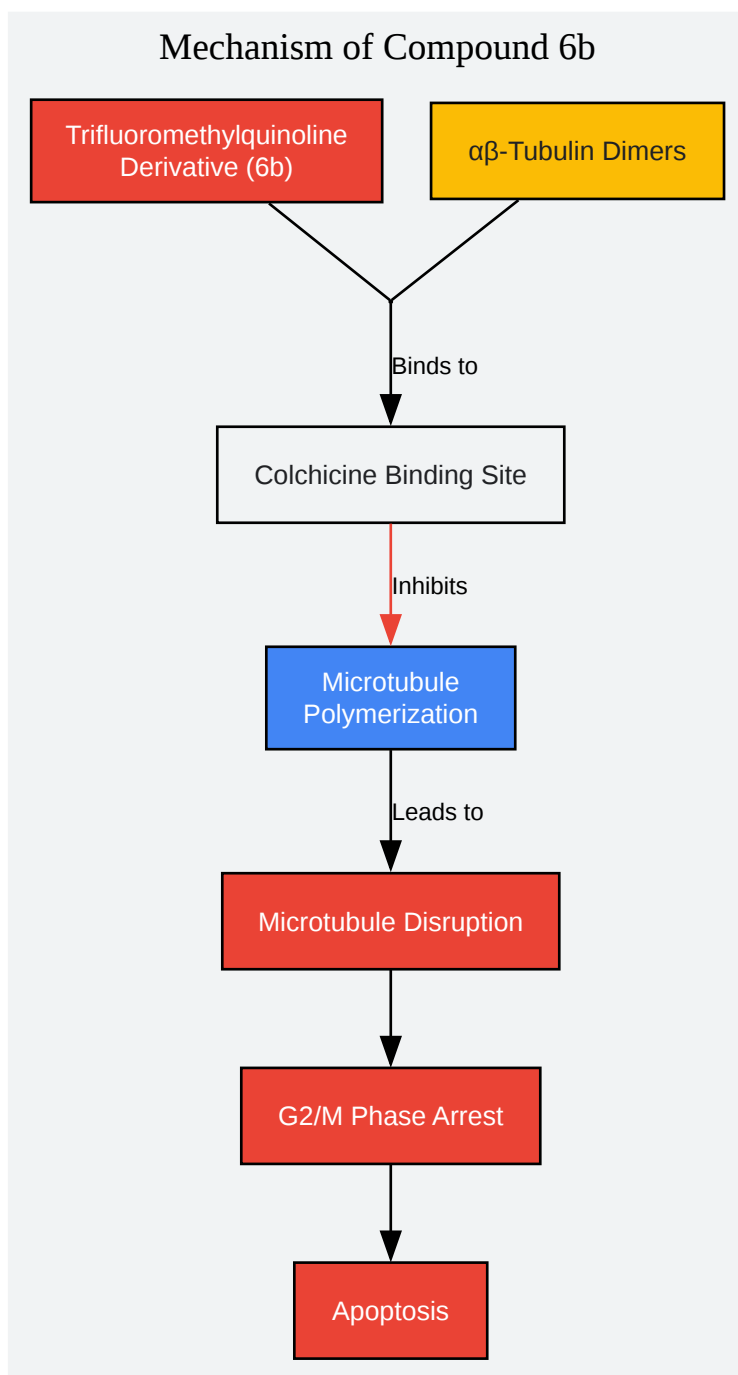 Mechanism of Compound 6b
Trifluoromethylquinoline
Derivative (6b)
αβ-Tubulin Dimers
Binds to
Colchicine Binding Site
Inhibits
Microtubule
Polymerization
Leads to
Microtubule Disruption
G2/M Phase Arrest
Apoptosis